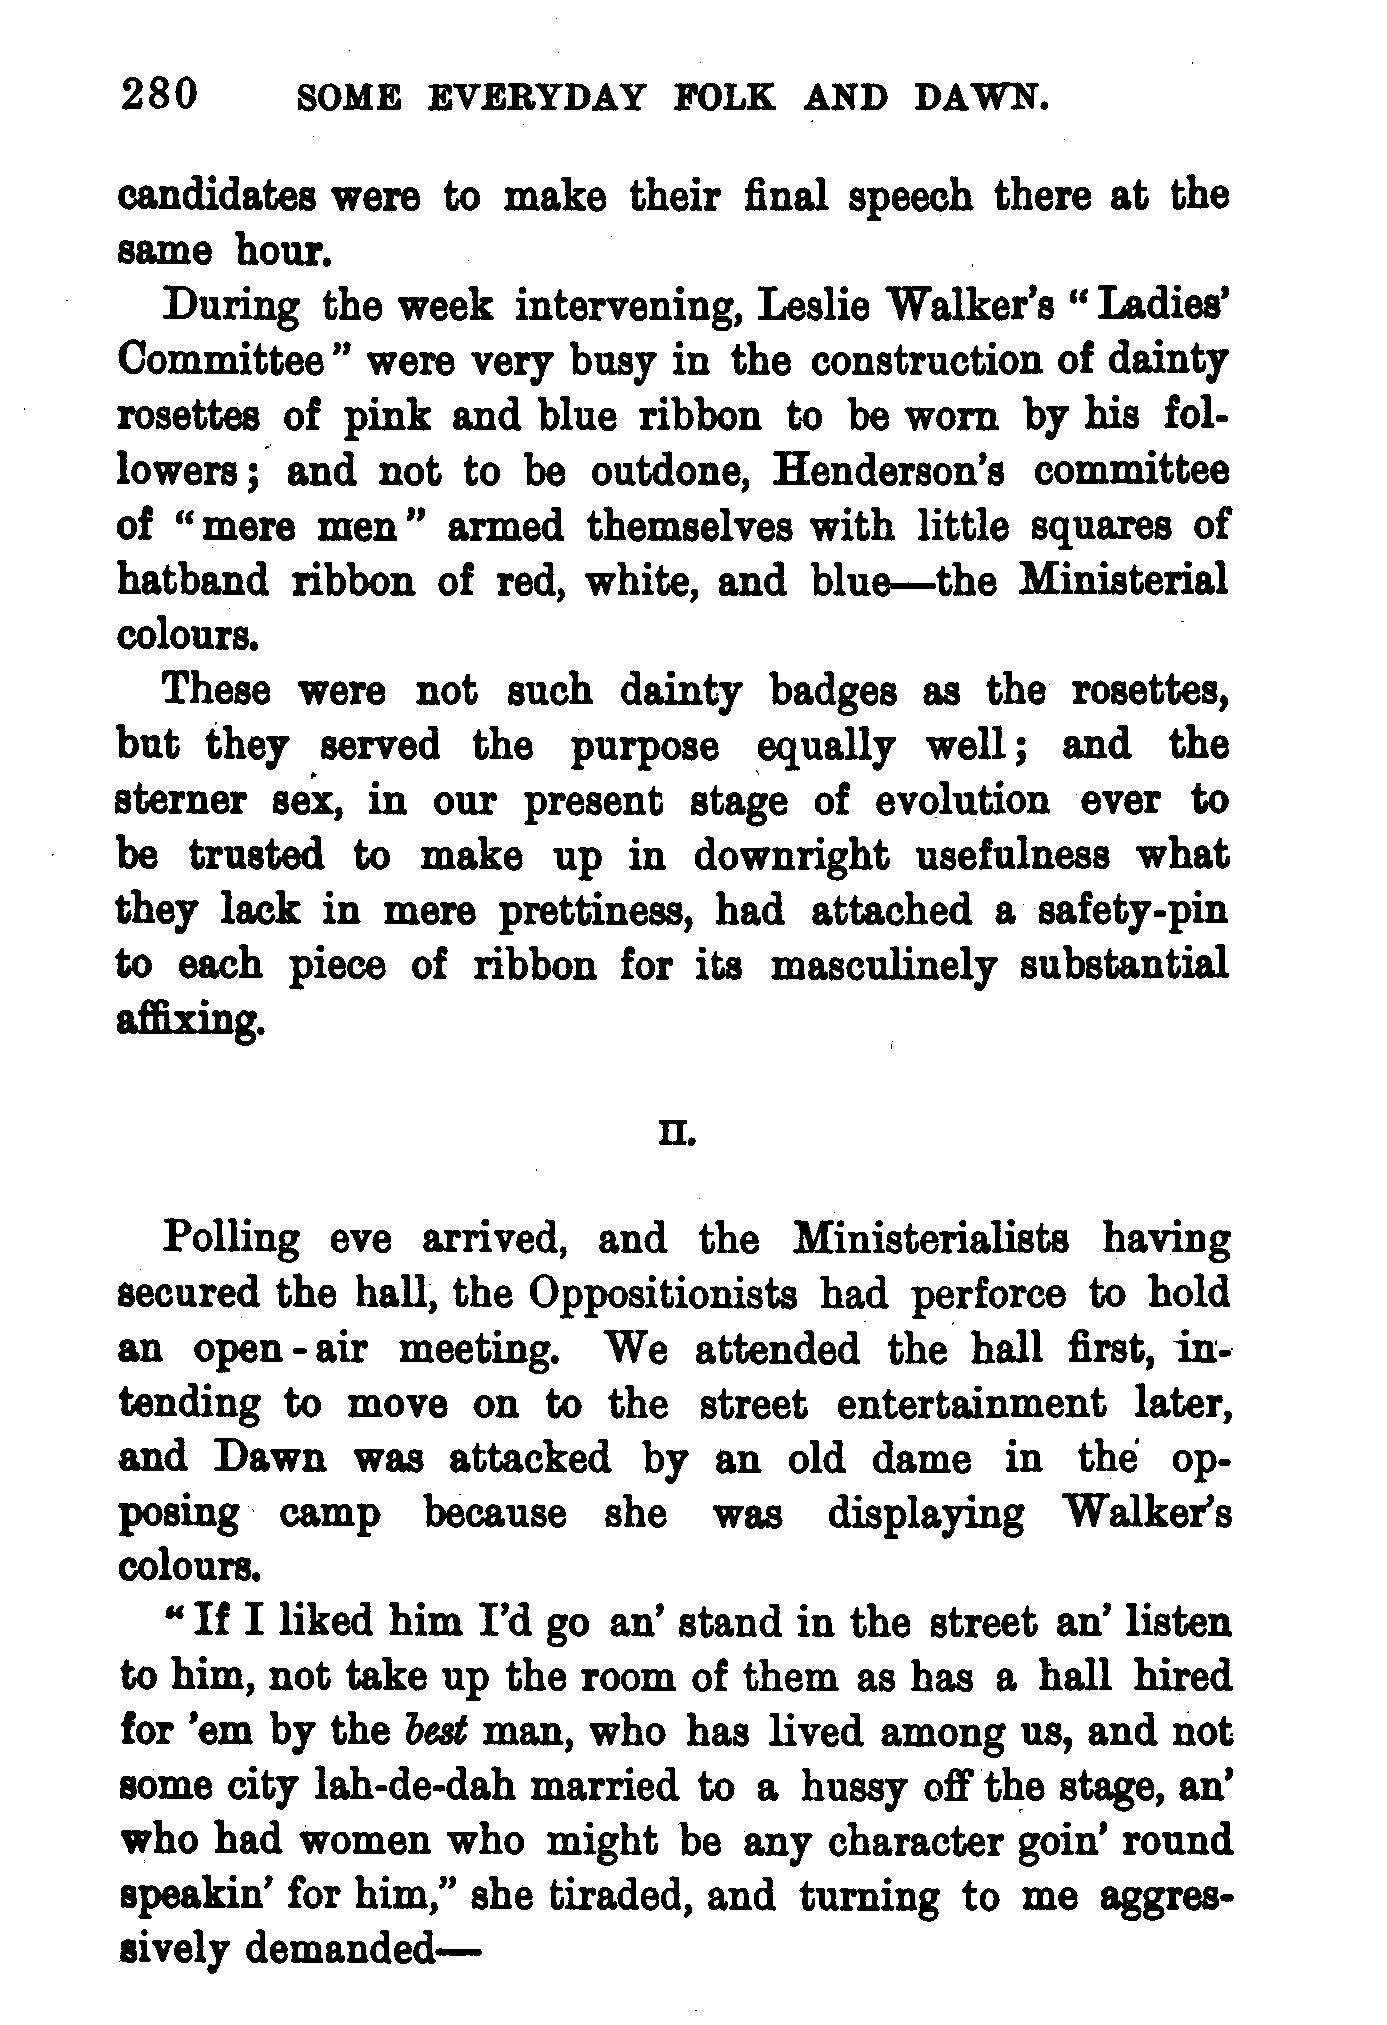 280 SOME EVERYDAY FOLK AND DAWN.
candidates were to make their final speech there at the
same hour.
During the week intervening, Leslie Walker's "Ladies'
Committee" were very busy in the construction of dainty
rosettes of pink and blue ribbon to be worn by his fol-
lowers; and not to be outdone, Henderson's committee
of "mere men" armed themselves with little squares of
hatband ribbon of red, white, and blue—the Ministerial
colours.
These were not such dainty badges as the rosettes,
but they served the purpose equally well; and the
sterner sex, in our present stage of evolution ever to
be trusted to make up in downright usefulness what
they lack in mere prettiness, had attached a safety-pin
to each piece of ribbon for its masculinely substantial
affixing.
II.
Polling eve arrived, and the Ministerialists having
secured the hall, the Oppositionists had perforce to hold
an open-air meeting. We attended the hall first, in-
tending to move on to the street entertainment later,
and Dawn was attacked by an old dame in the op-
posing camp because she was displaying Walker's
colours.
"If I liked him I'd go an' stand in the street an' listen
to him, not take up the room of them as has a hall hired
for 'em by the best man, who has lived among us, and not
some city lah-de-dah married to a hussy off the stage, an'
who had women who might be any character goin' round
speakin' for him," she tiraded, and turning to me aggres-
sively demanded—